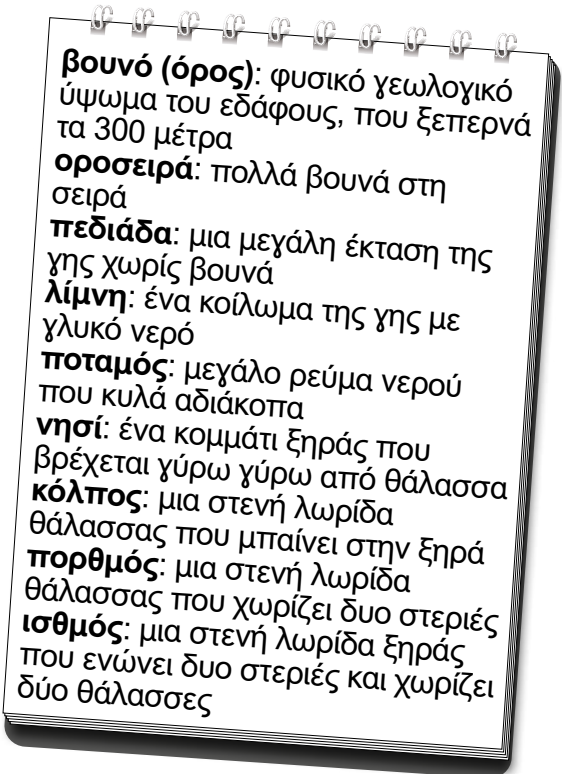 βουνό (όρος): φυσικό γεωλογικό
ύψωμα του εδάφους, που ξεπερνά
τα 300 μέτρα
οροσειρά: πολλά βουνά στη
σειρά
πεδιάδα: μια μεγάλη έκταση της
γης χωρίς βουνά
λίμνη: ένα κοίλωμα της γης με
γλυκό νερό
ποταμός: μεγάλο ρεύμα νερού
που κυλά αδιάκοπα
νησί: ένα κομμάτι ξηράς που
βρέχεται γύρω γύρω από θάλασσα
κόλπος: μια στενή λωρίδα
θάλασσας που μπαίνει στην ξηρά
πορθμός: μια στενή λωρίδα
θάλασσας που χωρίζει δυο στεριές
ισθμός: μια στενή λωρίδα ξηράς
που ενώνει δυο στεριές και χωρίζει
δύο θάλασσες